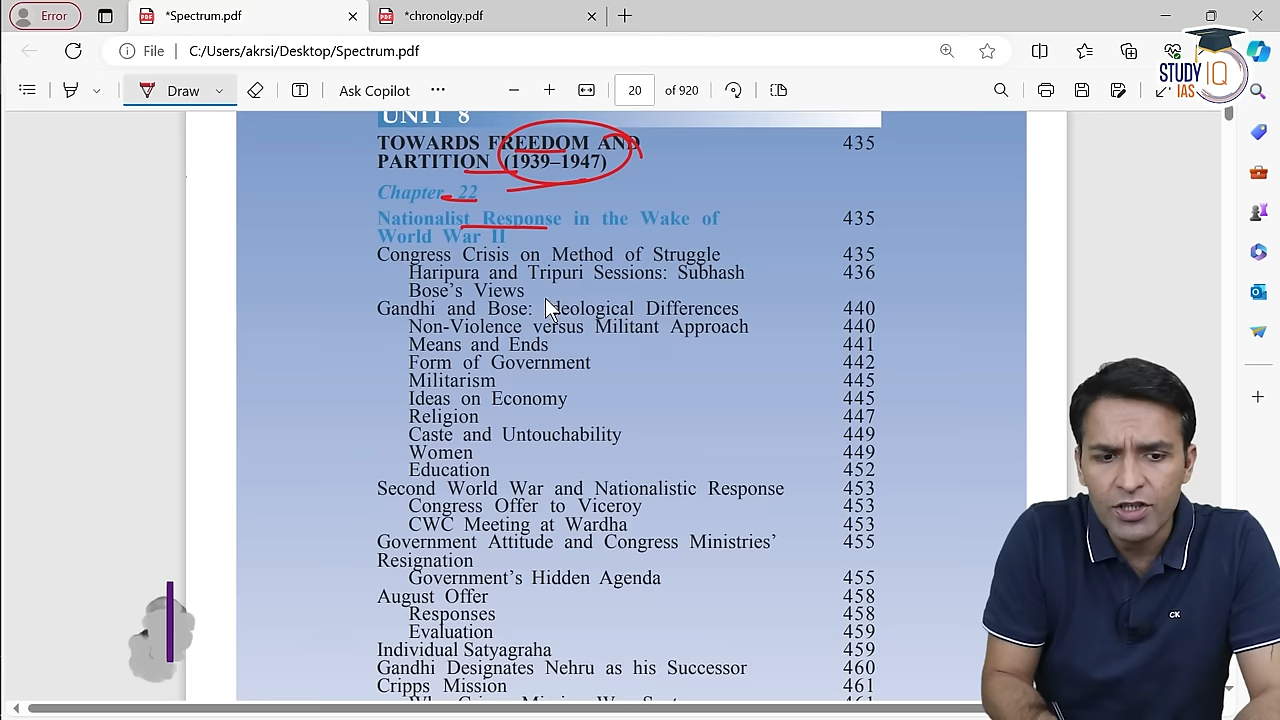 Error
*Spectrum.pdf
*chronolgy.pdf
File
C:/Users/akrsi/Desktop/Spectrum.pdf
Draw
Ask Copilot
20 of 920
STUDY IQ
IAS
UNIT 8
TOWARDS FREEDOM AND 435
PARTITION (1939–1947)
Chapter 22
Nationalist Response in the Wake of 435
World War II
Congress Crisis on Method of Struggle 435
Haripura and Tripuri Sessions: Subhash 436
Bose's Views
Gandhi and Bose: Ideological Differences 440
Non-Violence versus Militant Approach 440
Means and Ends 441
Form of Government 442
Militarism 445
Ideas on Economy 445
Religion 447
Caste and Untouchability 449
Women 449
Education 452
Second World War and Nationalistic Response 453
Congress Offer to Viceroy 453
CWC Meeting at Wardha 453
Government Attitude and Congress Ministries' 455
Resignation
Government's Hidden Agenda 455
August Offer 458
Responses 458
Evaluation 459
Individual Satyagraha 459
Gandhi Designates Nehru as his Successor 460
Cripps Mission 461
CK